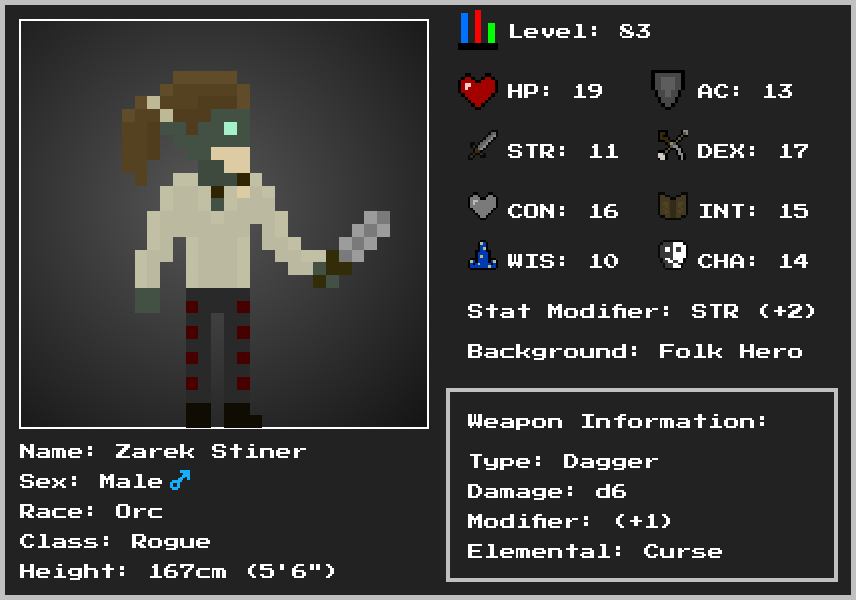 Level: 83
HP: 19 AC: 13
STR: 11 DEX: 17
CON: 16 INT: 15
WIS: 10 CHA: 14
Stat Modifier: STR (+2)
Background: Folk Hero
Weapon Information:
Type: Dagger
Damage: d6
Modifier: (+1)
Elemental: Curse
Name: Zarek Stiner
Sex: Male♂
Race: Orc
Class: Rogue
Height: 167cm (5'6")